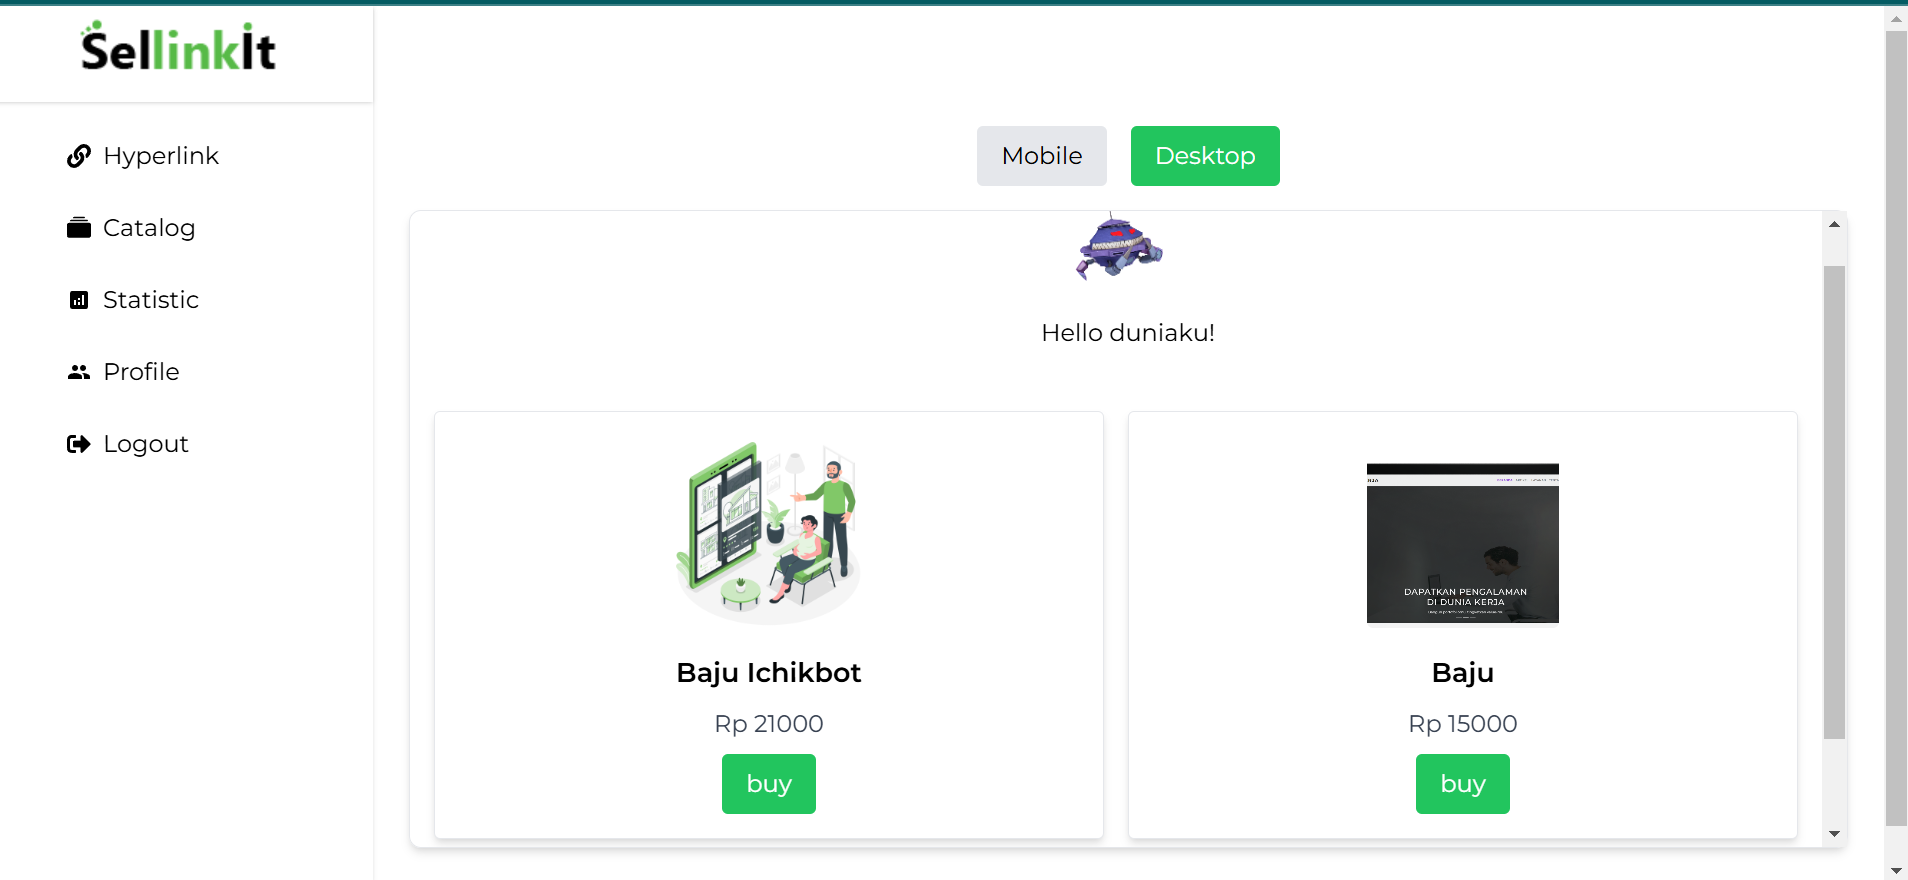 SellinkIt
Hyperlink
Catalog
Statistic
Profile
Logout
Mobile
Desktop
Hello duniaku!
DAPATKAN PENGALAMAN
DI DUNIA KERJA
Baju Ichikbot
Rp 21000
buy
Baju
Rp 15000
buy